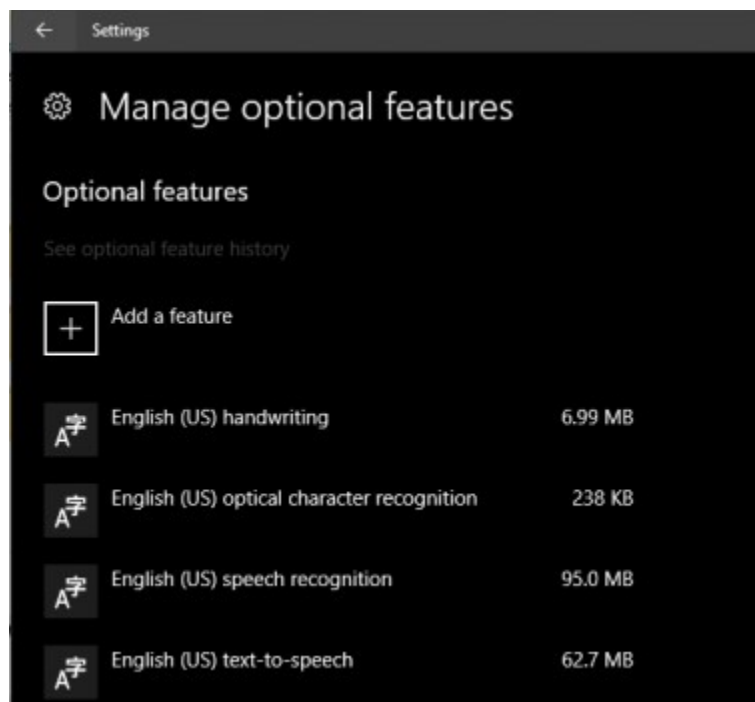 Settings
Manage optional features
Optional features
See optional feature history
Add a feature
English (US) handwriting 6.99 MB
English (US) optical character recognition 238 KB
English (US) speech recognition 95.0 MB
English (US) text-to-speech 62.7 MB